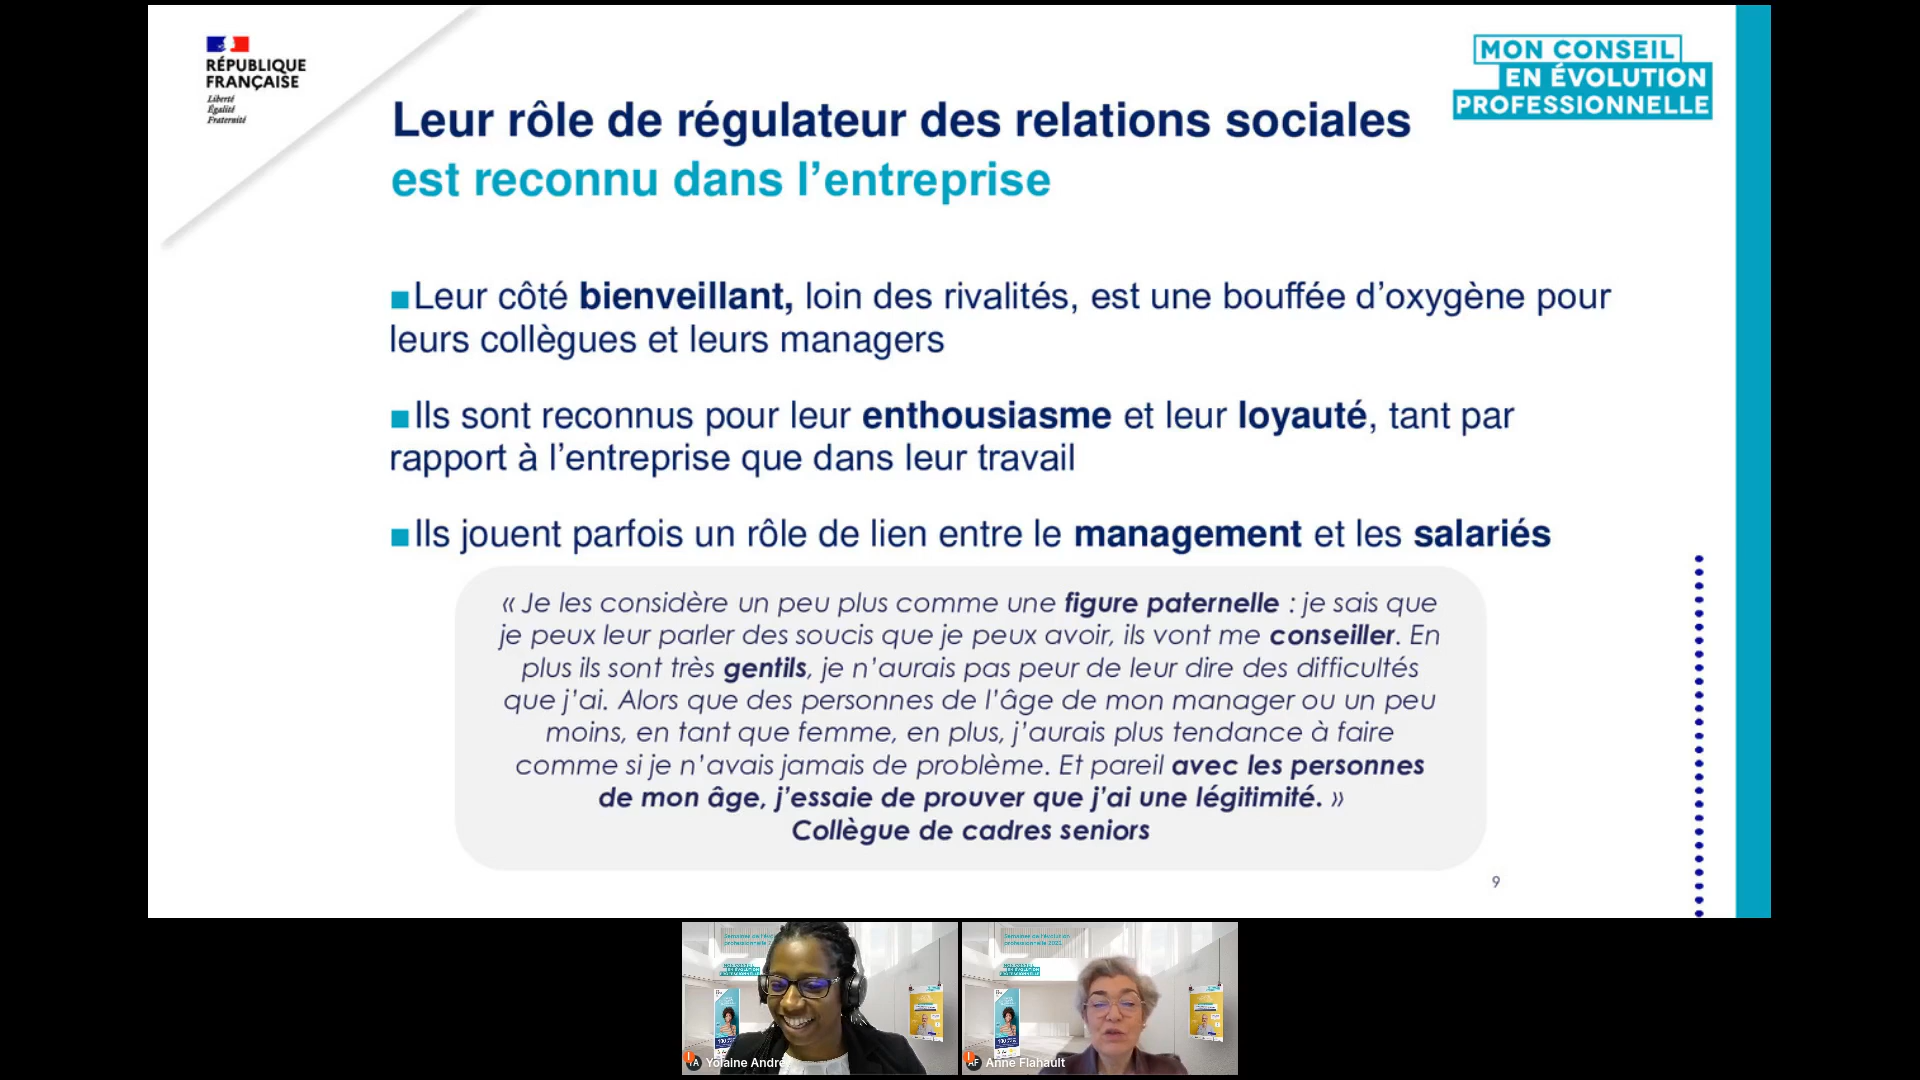 RÉPUBLIQUE
FRANÇAISE
Liberté
Égalité
Fraternité
MON CONSEIL
EN ÉVOLUTION
PROFESSIONNELLE
Leur rôle de régulateur des relations sociales
est reconnu dans l’entreprise
Leur côté bienveillant, loin des rivalités, est une bouffée d’oxygène pour
leurs collègues et leurs managers
Ils sont reconnus pour leur enthousiasme et leur loyauté, tant par
rapport à l’entreprise que dans leur travail
Ils jouent parfois un rôle de lien entre le management et les salariés
« Je les considère un peu plus comme une figure paternelle : je sais que
je peux leur parler des soucis que je peux avoir, ils vont me conseiller. En
plus ils sont très gentils, je n’aurais pas peur de leur dire des difficultés
que j’ai. Alors que des personnes de l’âge de mon manager ou un peu
moins, en tant que femme, en plus, j’aurais plus tendance à faire
comme si je n’avais jamais de problème. Et pareil avec les personnes
de mon âge, j’essaie de prouver que j’ai une légitimité. »
Collègue de cadres seniors
9
Yolaine André
AF Anne Flahault